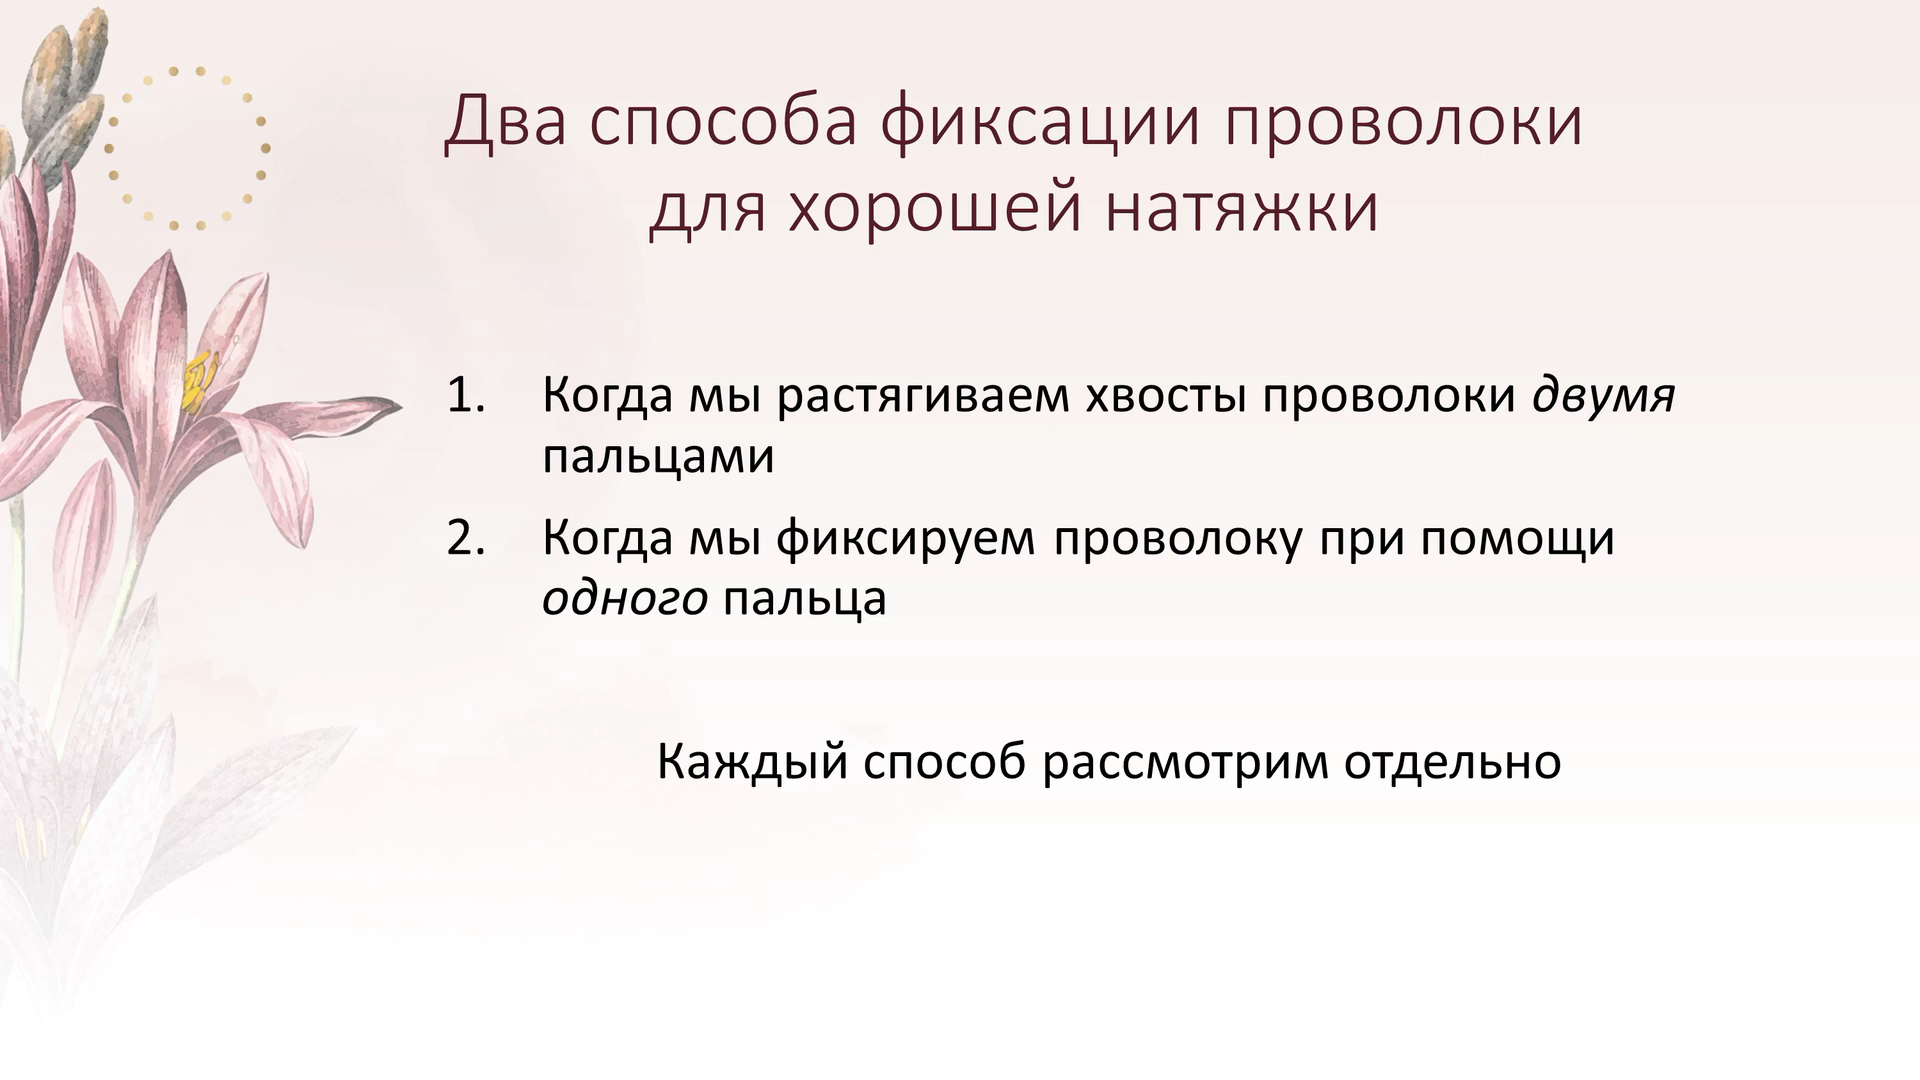 Два способа фиксации проволоки
для хорошей натяжки
1. Когда мы растягиваем хвосты проволоки двумя
пальцами
2. Когда мы фиксируем проволоку при помощи
одного пальца
Каждый способ рассмотрим отдельно